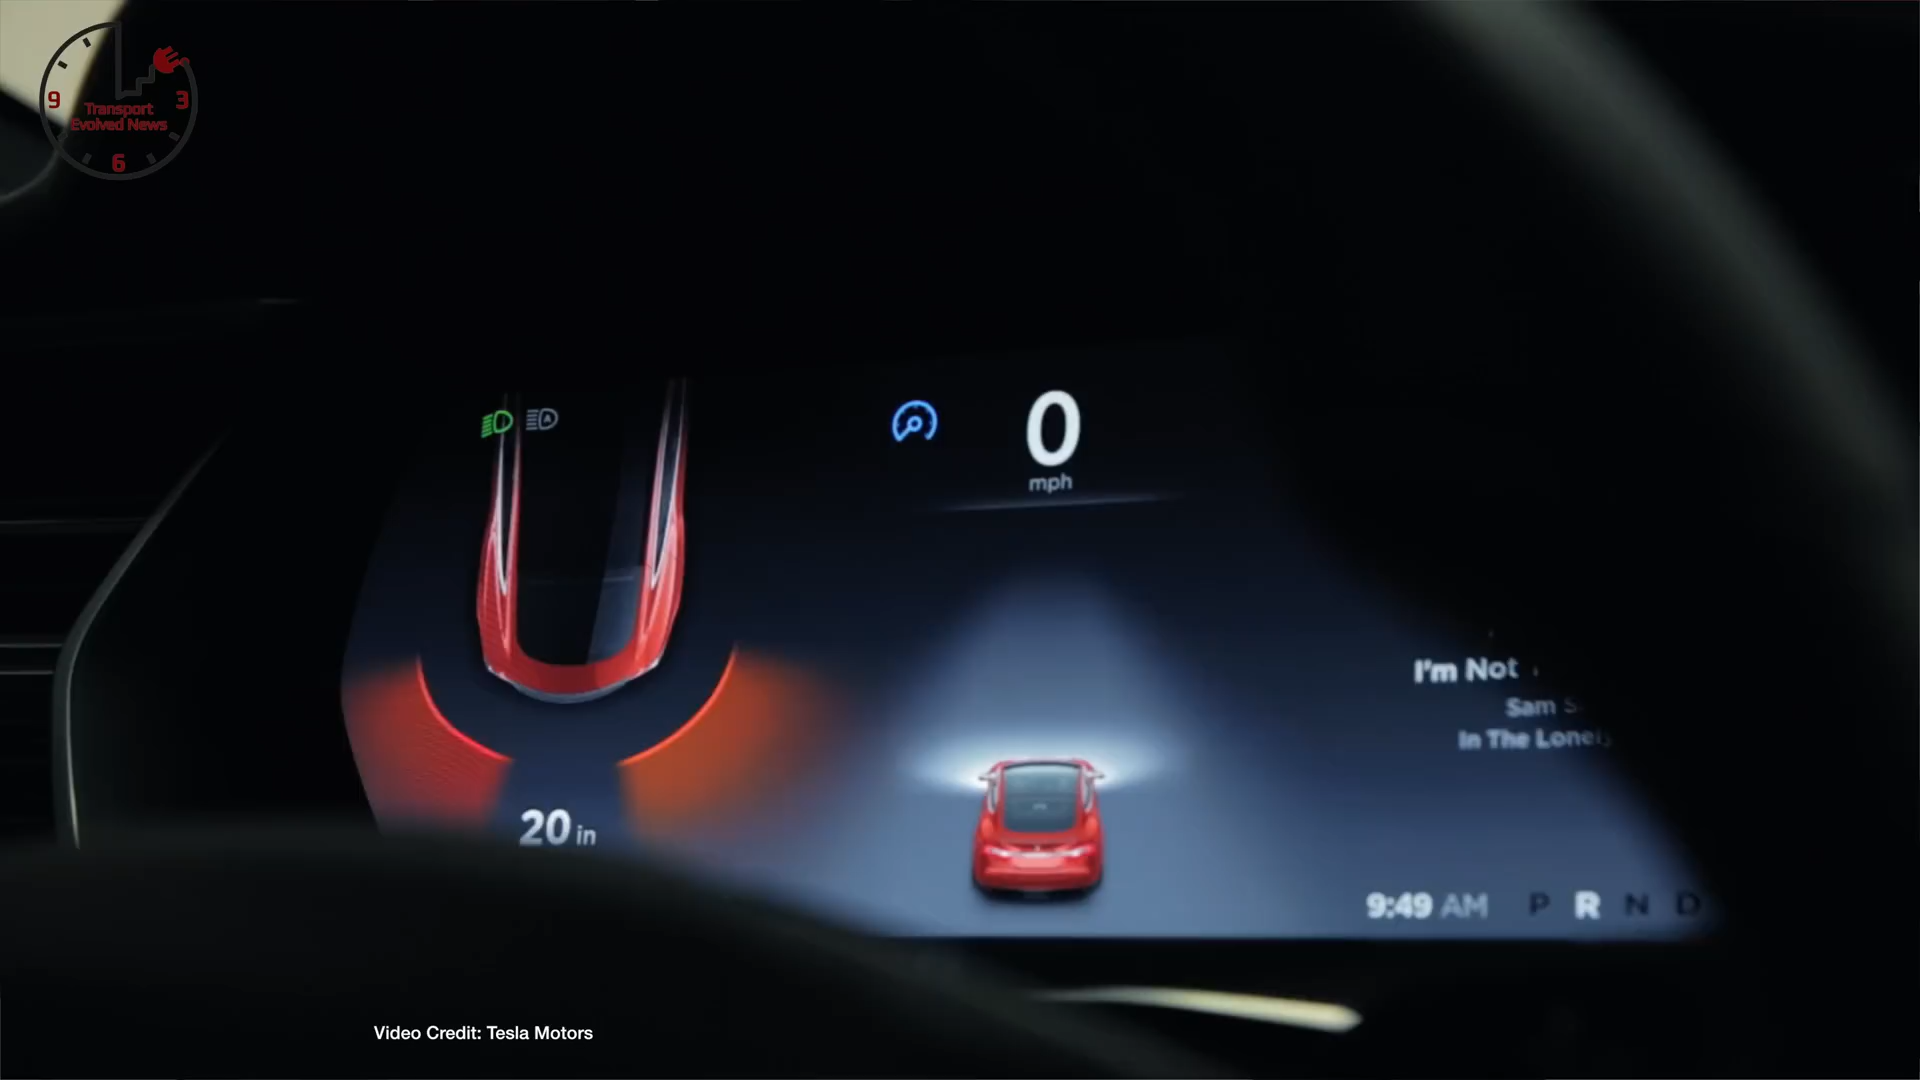 9
3
Transport
Evolved News
6
A
0
mph
I'm Not
Sam S
In The Lonely
20 in
9:49 AM P R N D
Video Credit: Tesla Motors